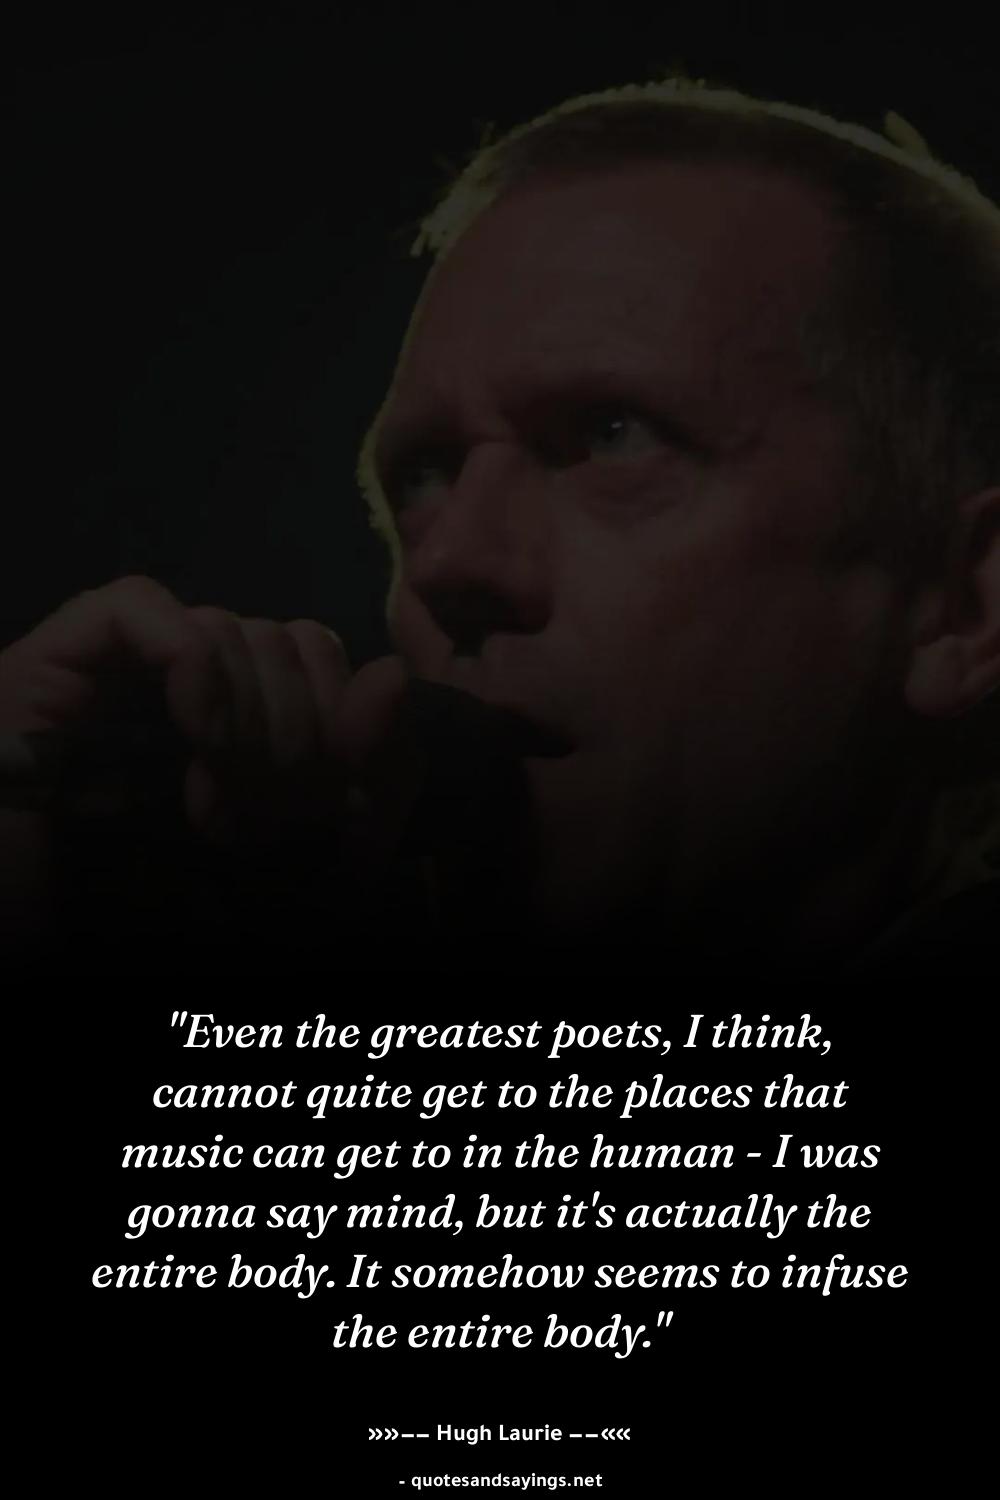 "Even the greatest poets, I think,
cannot quite get to the places that
music can get to in the human - I was
gonna say mind, but it's actually the
entire body. It somehow seems to infuse
the entire body."
»»–– Hugh Laurie ––««
- quotesandsayings.net